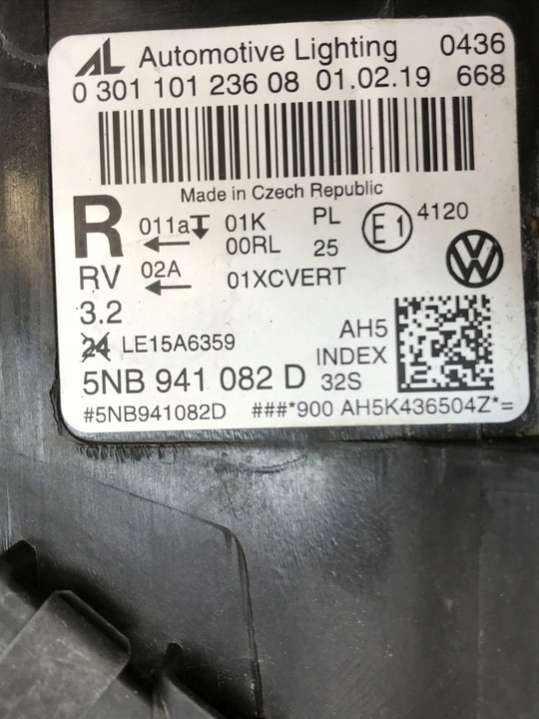 AL Automotive Lighting 0436
0 301 101 236 08 01.02.19 668
Made in Czech Republic
R 011a 01K PL E1 4120
00RL 25
RV 02A 01XCVERT
3.2
24 LE15A6359 AH5
INDEX
5NB 941 082 D 32S
#5NB941082D ###*900 AH5K436504Z*=